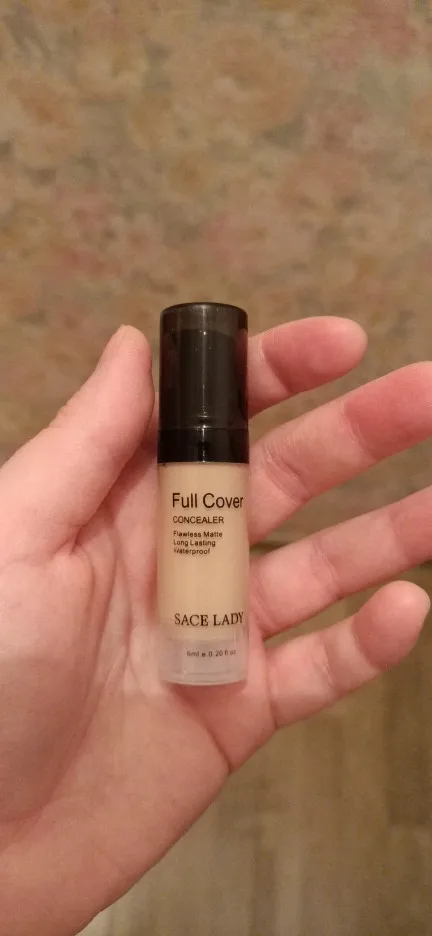 Full Cover
CONCEALER
Flawless Matte
Long Lasting
Waterproof
SACE LADY
6ml e 0.20 fl oz